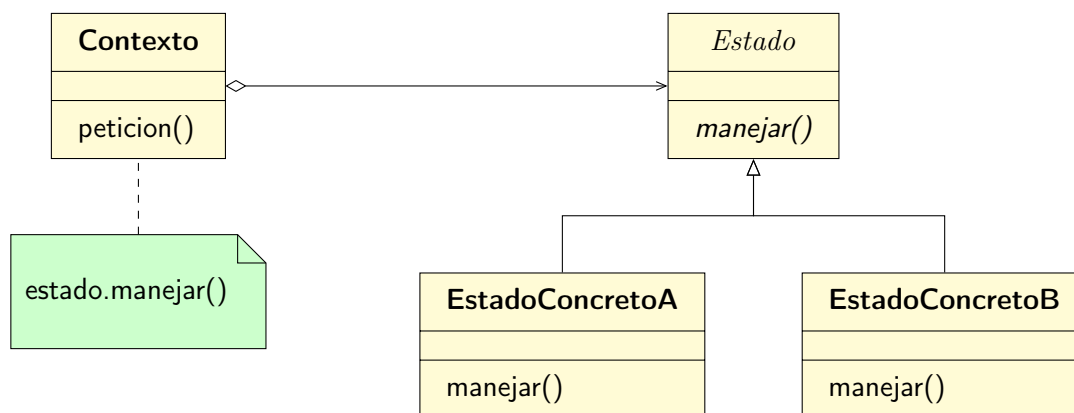 Contexto
peticion()
Estado
manejar()
estado.manejar()
EstadoConcretoA
manejar()
EstadoConcretoB
manejar()